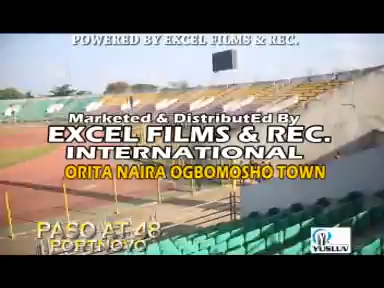 POWERED BY EXCEL FILMS & REC.
Marketed & DistributEd By
EXCEL FILMS & REC.
INTERNATIONAL
ORITA NAIRA OGBOMOSHO TOWN
PASO AT 48
PORTNOVO
YUSLUV